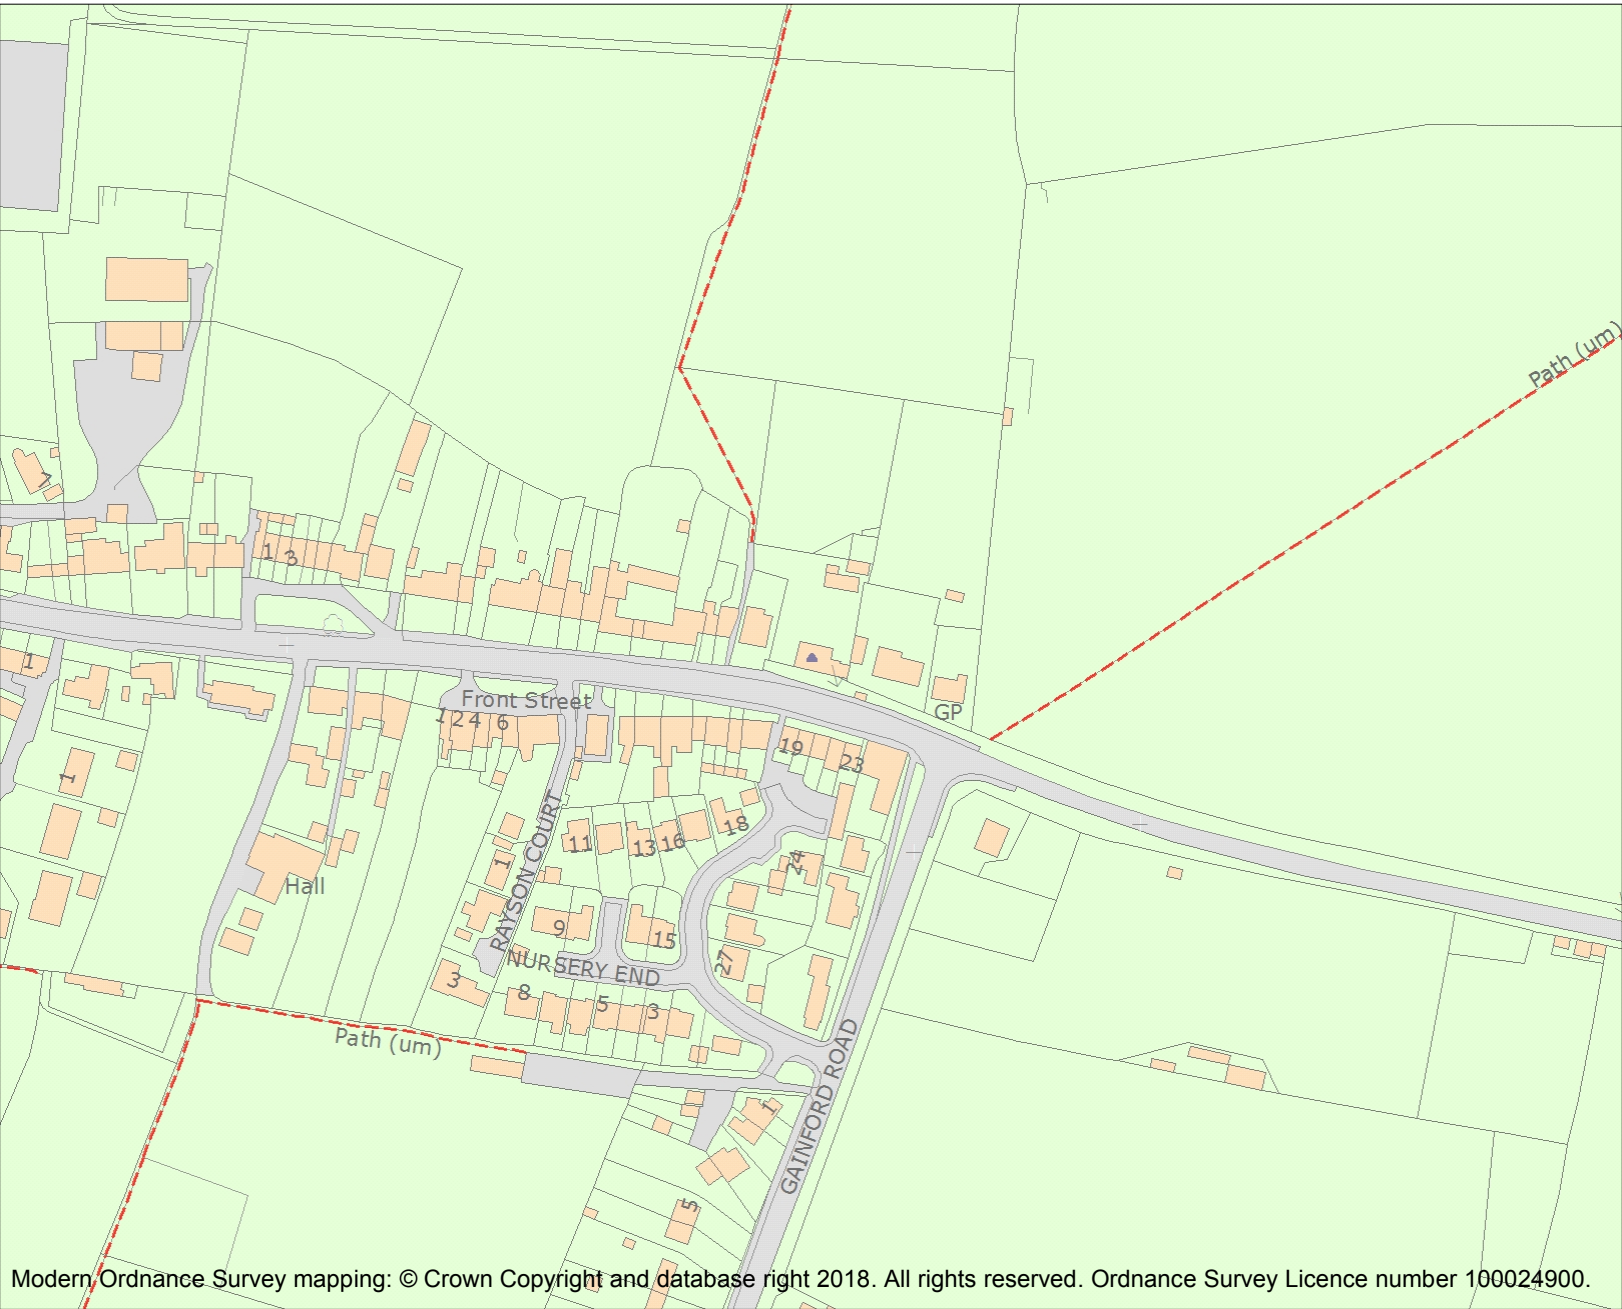 Path (um)
7
1 3
1
Front Street
GP
1 2 4 6
19
23
1
RAYSON COURT
11
13 16
18
1
24
Hall
9
15
NURSERY END
27
3
8
5
3
Path (um)
GAINFORD ROAD
1
5
Modern Ordnance Survey mapping: © Crown Copyright and database right 2018. All rights reserved. Ordnance Survey Licence number 100024900.